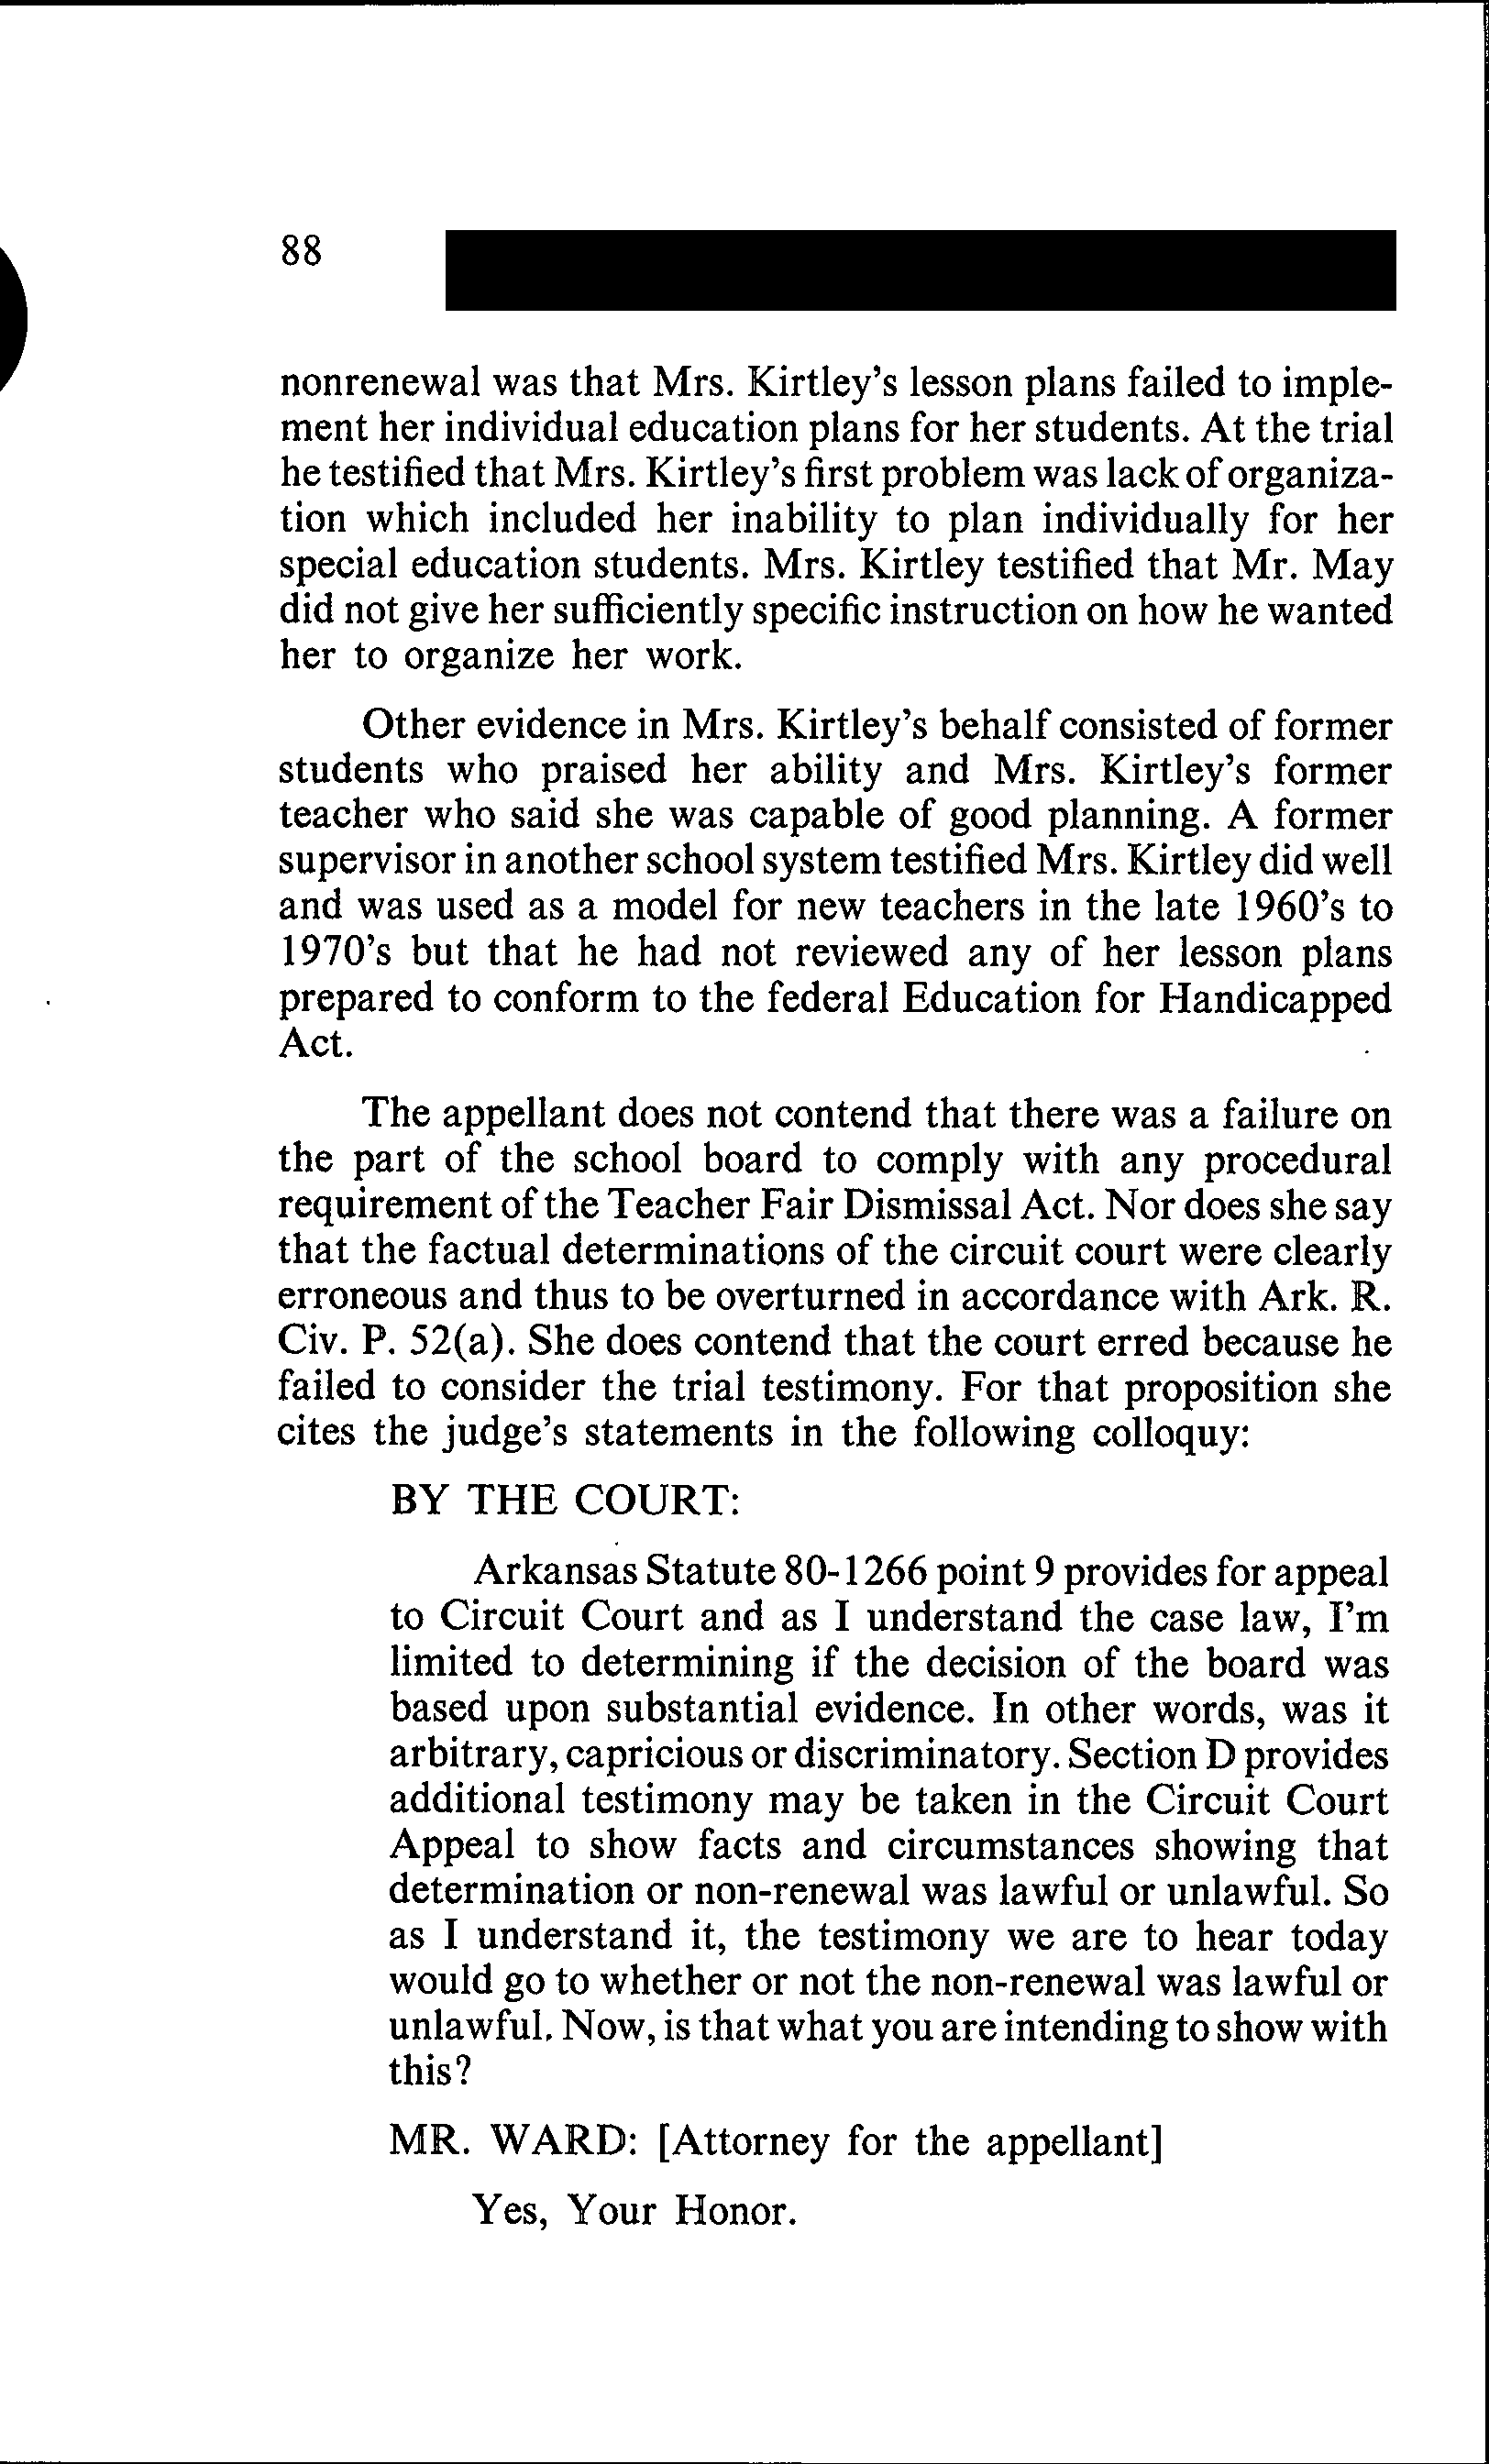 88
nonrenewal was that Mrs. Kirtley's lesson plans failed to imple-
ment her individual education plans for her students. At the trial
he testified that Mrs. Kirtley's first problem was lack of organiza-
tion which included her inability to plan individually for her
special education students. Mrs. Kirtley testified that Mr. May
did not give her sufficiently specific instruction on how he wanted
her to organize her work.
Other evidence in Mrs. Kirtley's behalf consisted of former
students who praised her ability and Mrs. Kirtley's former
teacher who said she was capable of good planning. A former
supervisor in another school system testified Mrs. Kirtley did well
and was used as a model for new teachers in the late 1960's to
1970's but that he had not reviewed any of her lesson plans
prepared to conform to the federal Education for Handicapped
Act.
The appellant does not contend that there was a failure on
the part of the school board to comply with any procedural
requirement of the Teacher Fair Dismissal Act. Nor does she say
that the factual determinations of the circuit court were clearly
erroneous and thus to be overturned in accordance with Ark. R.
Civ. P. 52(a). She does contend that the court erred because he
failed to consider the trial testimony. For that proposition she
cites the judge's statements in the following colloquy:
BY THE COURT:
Arkansas Statute 80-1266 point 9 provides for appeal
to Circuit Court and as I understand the case law, I'm
limited to determining if the decision of the board was
based upon substantial evidence. In other words, was it
arbitrary, capricious or discriminatory. Section D provides
additional testimony may be taken in the Circuit Court
Appeal to show facts and circumstances showing that
determination or non-renewal was lawful or unlawful. So
as I understand it, the testimony we are to hear today
would go to whether or not the non-renewal was lawful or
unlawful. Now, is that what you are intending to show with
this?
MR. WARD: [Attorney for the appellant]
Yes, Your Honor.